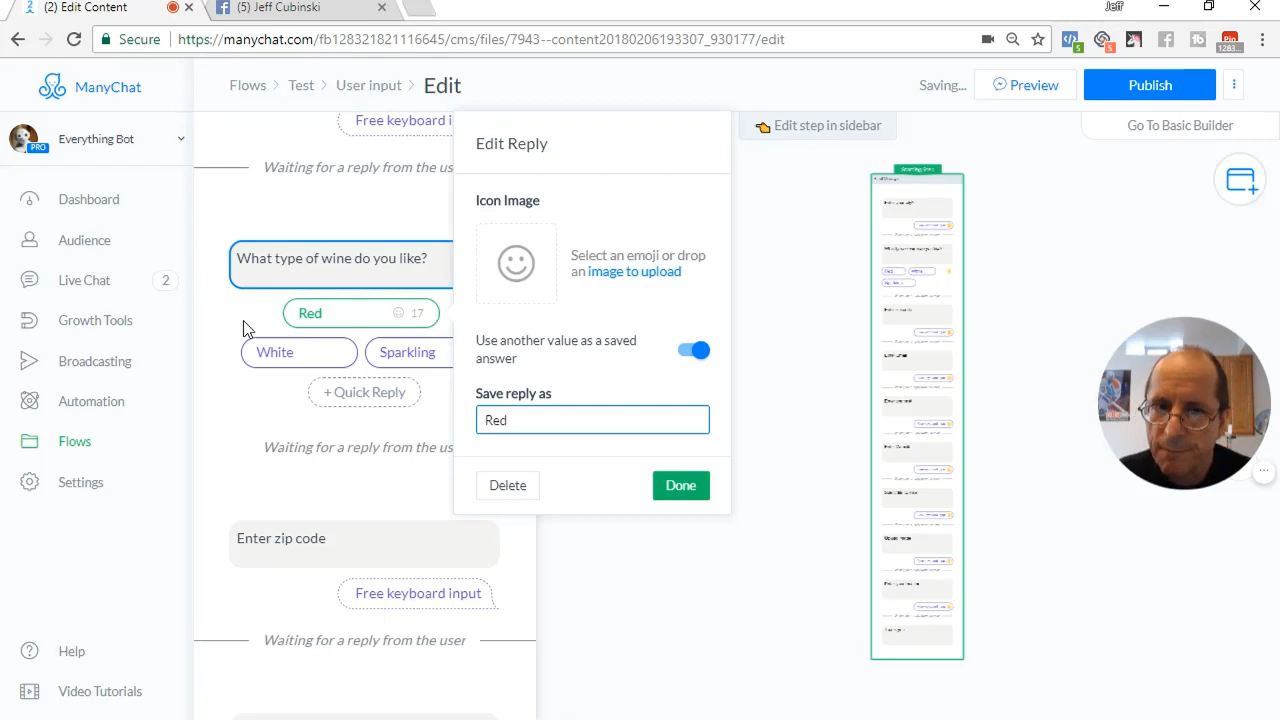 (2) Edit Content
(5) Jeff Cubinski
Jeff
Secure
https://manychat.com/fb128321821116645/cms/files/7943--content20180206193307_930177/edit
5
5
1283...
ManyChat
Flows
Test
User input
Edit
Saving...
Preview
Publish
Everything Bot
PRO
Free keyboard i
Edit Reply
Edit step in sidebar
Go To Basic Builder
Waiting for a reply from the us
Dashboard
Icon Image
Audience
What type of wine do you like?
Select an emoji or drop
an image to upload
Live Chat
2
Red
17
Growth Tools
Use another value as a saved
answer
White
Sparkling
Broadcasting
+ Quick Reply
Save reply as
Automation
Red
Flows
Waiting for a reply from the us
Settings
Delete
Done
Enter zip code
Free keyboard input
Waiting for a reply from the user
Help
Video Tutorials